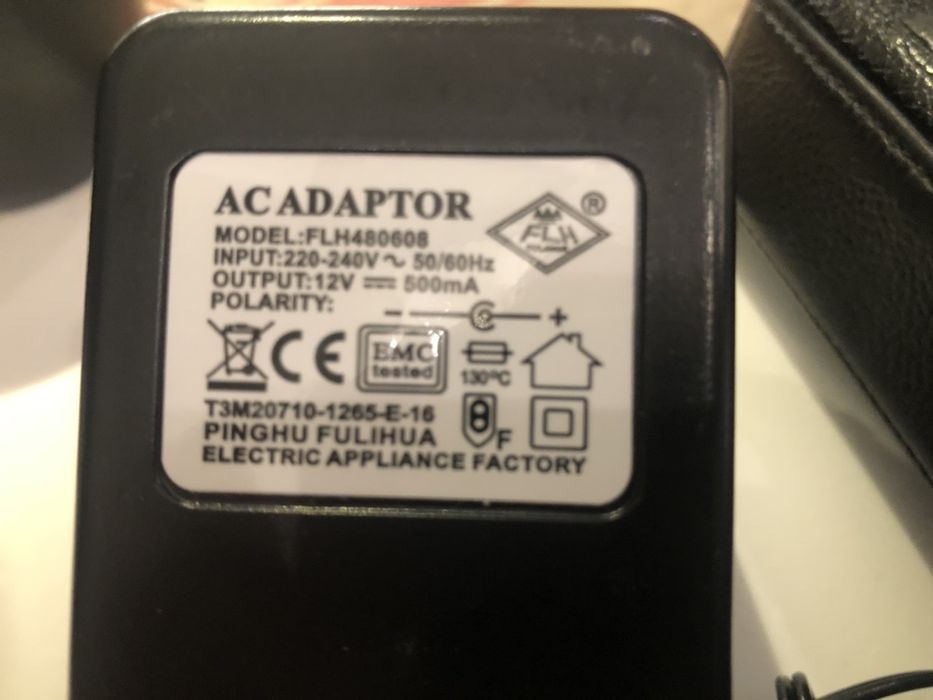 AC ADAPTOR
FLH ®
MODEL:FLH480608
INPUT:220-240V ~ 50/60Hz
OUTPUT:12V ⎓ 500mA
POLARITY: - +
CE EMC tested 130°C
T3M20710-1265-E-16
F
PINGHU FULIHUA
ELECTRIC APPLIANCE FACTORY